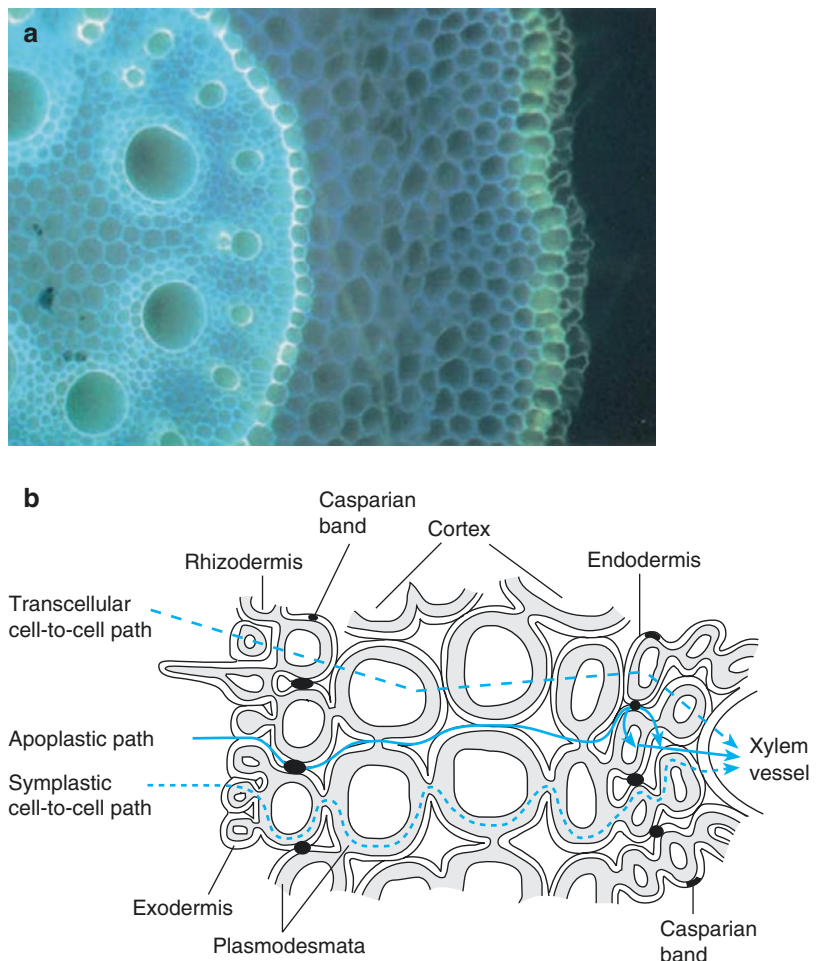 a
b
Casparian
band
Cortex
Rhizodermis
Endodermis
Transcellular
cell-to-cell path
Apoplastic path
Symplastic
cell-to-cell path
Xylem
vessel
Exodermis
Plasmodesmata
Casparian
band